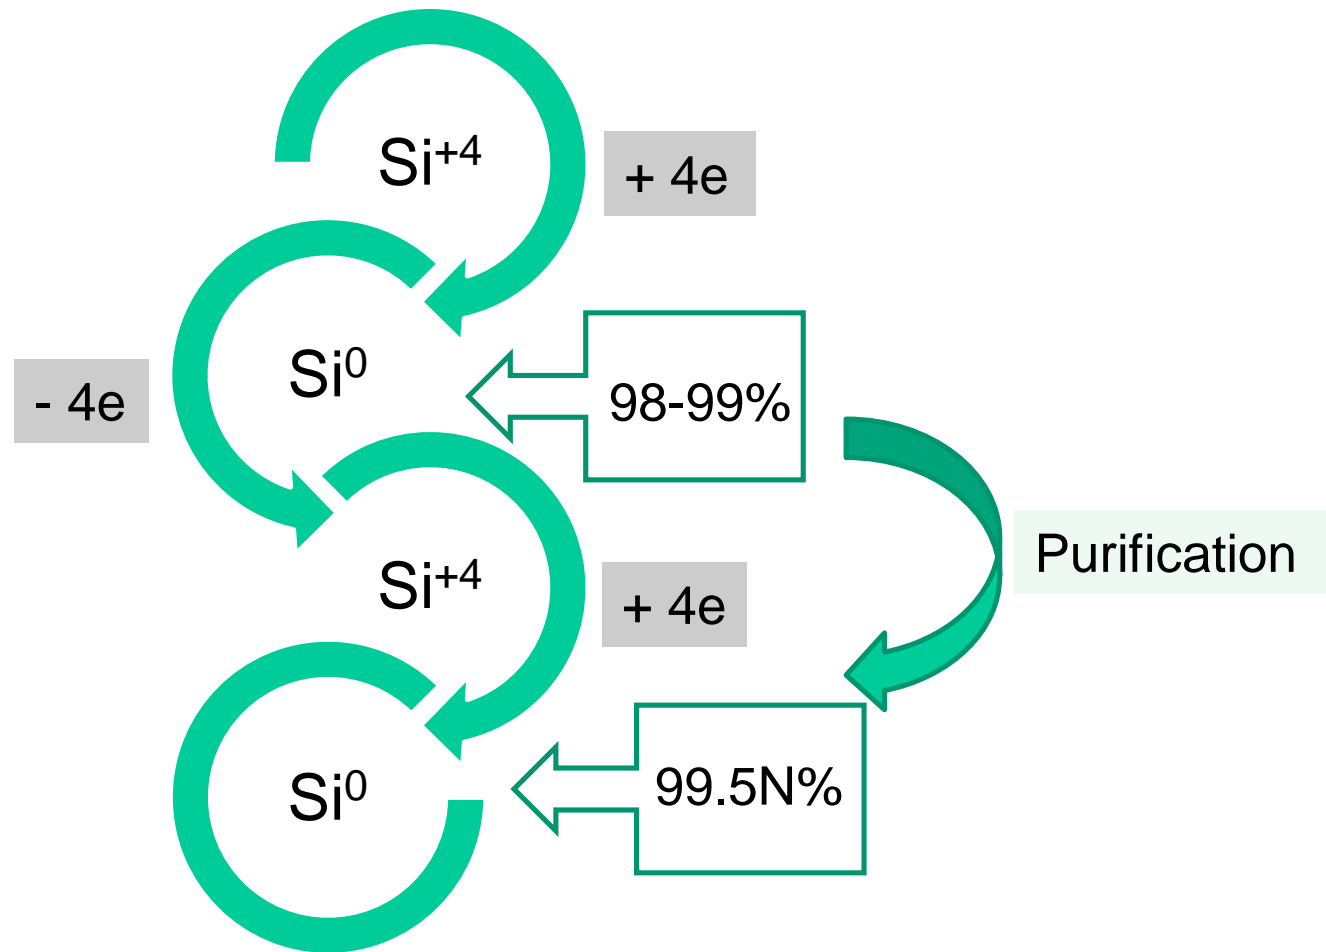 Si⁺⁴
+ 4e
Si⁰
98-99%
- 4e
Purification
Si⁺⁴
+ 4e
Si⁰
99.5N%